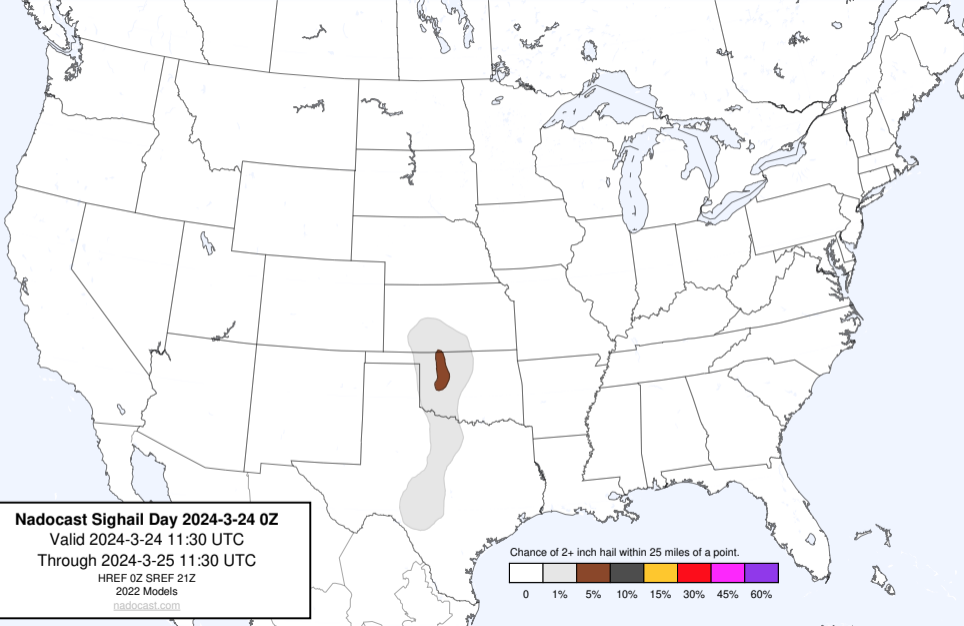 Nadocast Sighail Day 2024-3-24 0Z
Valid 2024-3-24 11:30 UTC
Through 2024-3-25 11:30 UTC
HREF 0Z SREF 21Z
2022 Models
nadocast.com
Chance of 2+ inch hail within 25 miles of a point.
0 1% 5% 10% 15% 30% 45% 60%